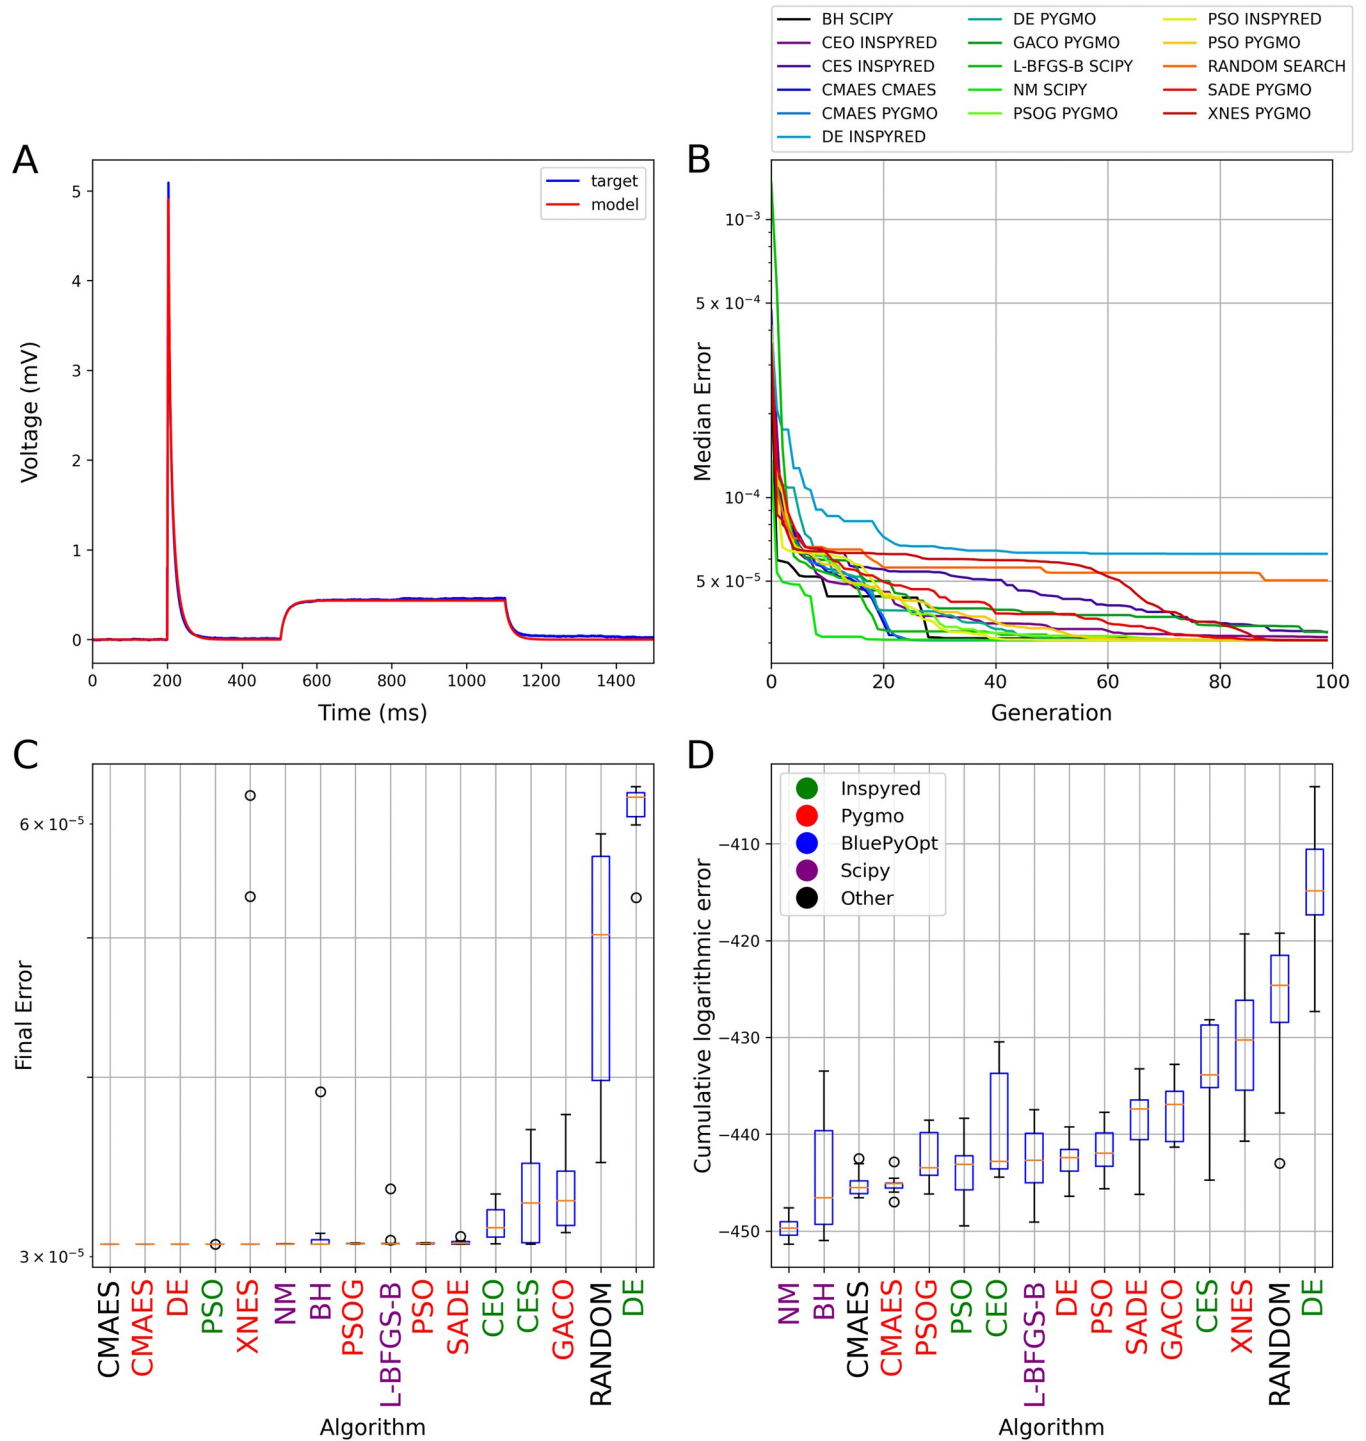 BH SCIPY
CEO INSPYRED
CES INSPYRED
CMAES CMAES
CMAES PYGMO
DE INSPYRED
DE PYGMO
GACO PYGMO
L-BFGS-B SCIPY
NM SCIPY
PSOG PYGMO
PSO INSPYRED
PSO PYGMO
RANDOM SEARCH
SADE PYGMO
XNES PYGMO
A
target
model
5
4
3
2
1
0
Voltage (mV)
0 200 400 600 800 1000 1200 1400
Time (ms)
B
10⁻³
5 × 10⁻⁴
10⁻⁴
5 × 10⁻⁵
Median Error
0 20 40 60 80 100
Generation
C
6 × 10⁻⁵
3 × 10⁻⁵
Final Error
CMAES
CMAES
DE
PSO
XNES
NM
BH
PSOG
L-BFGS-B
PSO
SADE
CEO
CES
GACO
RANDOM
DE
Algorithm
D
Inspyred
Pygmo
BluePyOpt
Scipy
Other
−410
−420
−430
−440
−450
Cumulative logarithmic error
NM
BH
CMAES
CMAES
PSOG
PSO
CEO
L-BFGS-B
DE
PSO
SADE
GACO
CES
XNES
RANDOM
DE
Algorithm